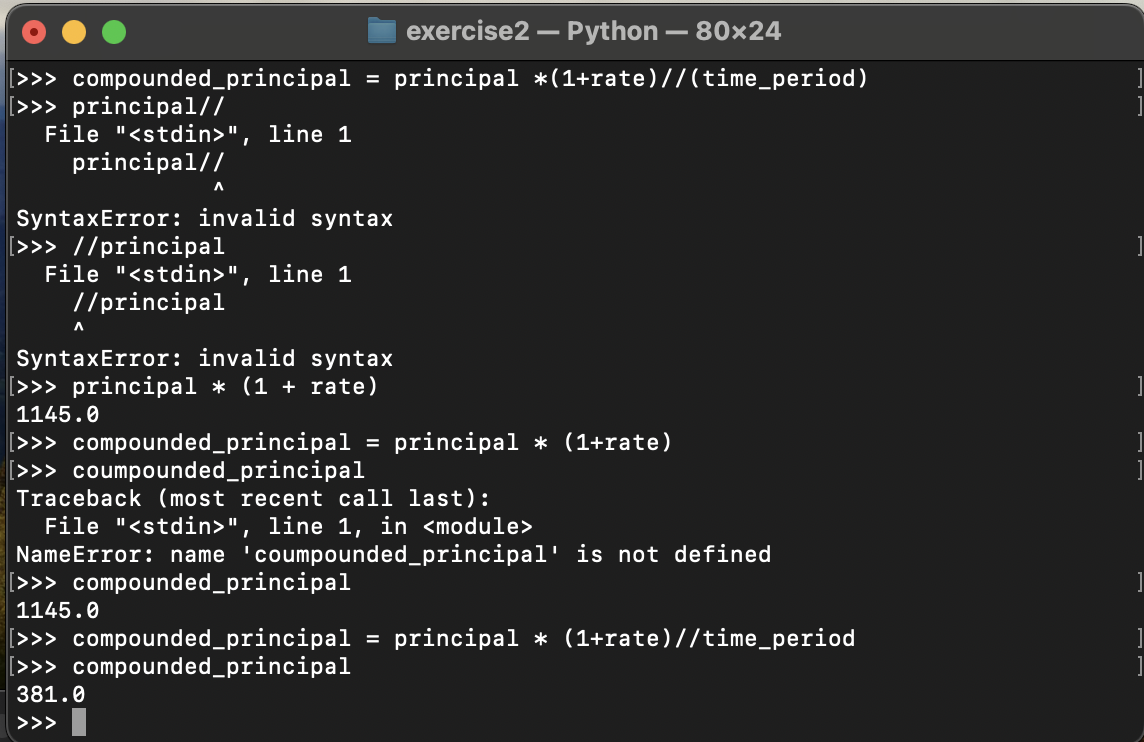 exercise2 — Python — 80×24
[>>> compounded_principal = principal *(1+rate)//(time_period) ]
[>>> principal// ]
  File "<stdin>", line 1
    principal//
              ^
SyntaxError: invalid syntax
[>>> //principal ]
  File "<stdin>", line 1
    //principal
    ^
SyntaxError: invalid syntax
[>>> principal * (1 + rate) ]
1145.0
[>>> compounded_principal = principal * (1+rate) ]
[>>> coumpounded_principal ]
Traceback (most recent call last):
  File "<stdin>", line 1, in <module>
NameError: name 'coumpounded_principal' is not defined
[>>> compounded_principal ]
1145.0
[>>> compounded_principal = principal * (1+rate)//time_period ]
[>>> compounded_principal ]
381.0
>>>